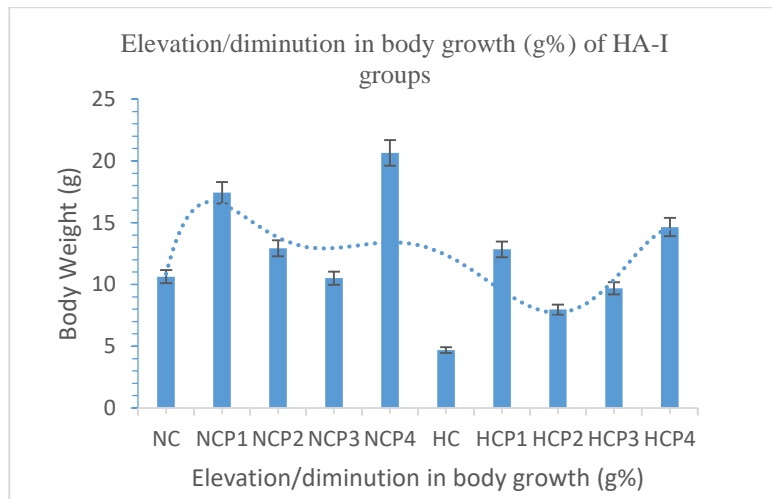 Elevation/diminution in body growth (g%) of HA-I
groups
25
20
15
10
5
0
Body Weight (g)
NC NCP1 NCP2 NCP3 NCP4 HC HCP1 HCP2 HCP3 HCP4
Elevation/diminution in body growth (g%)